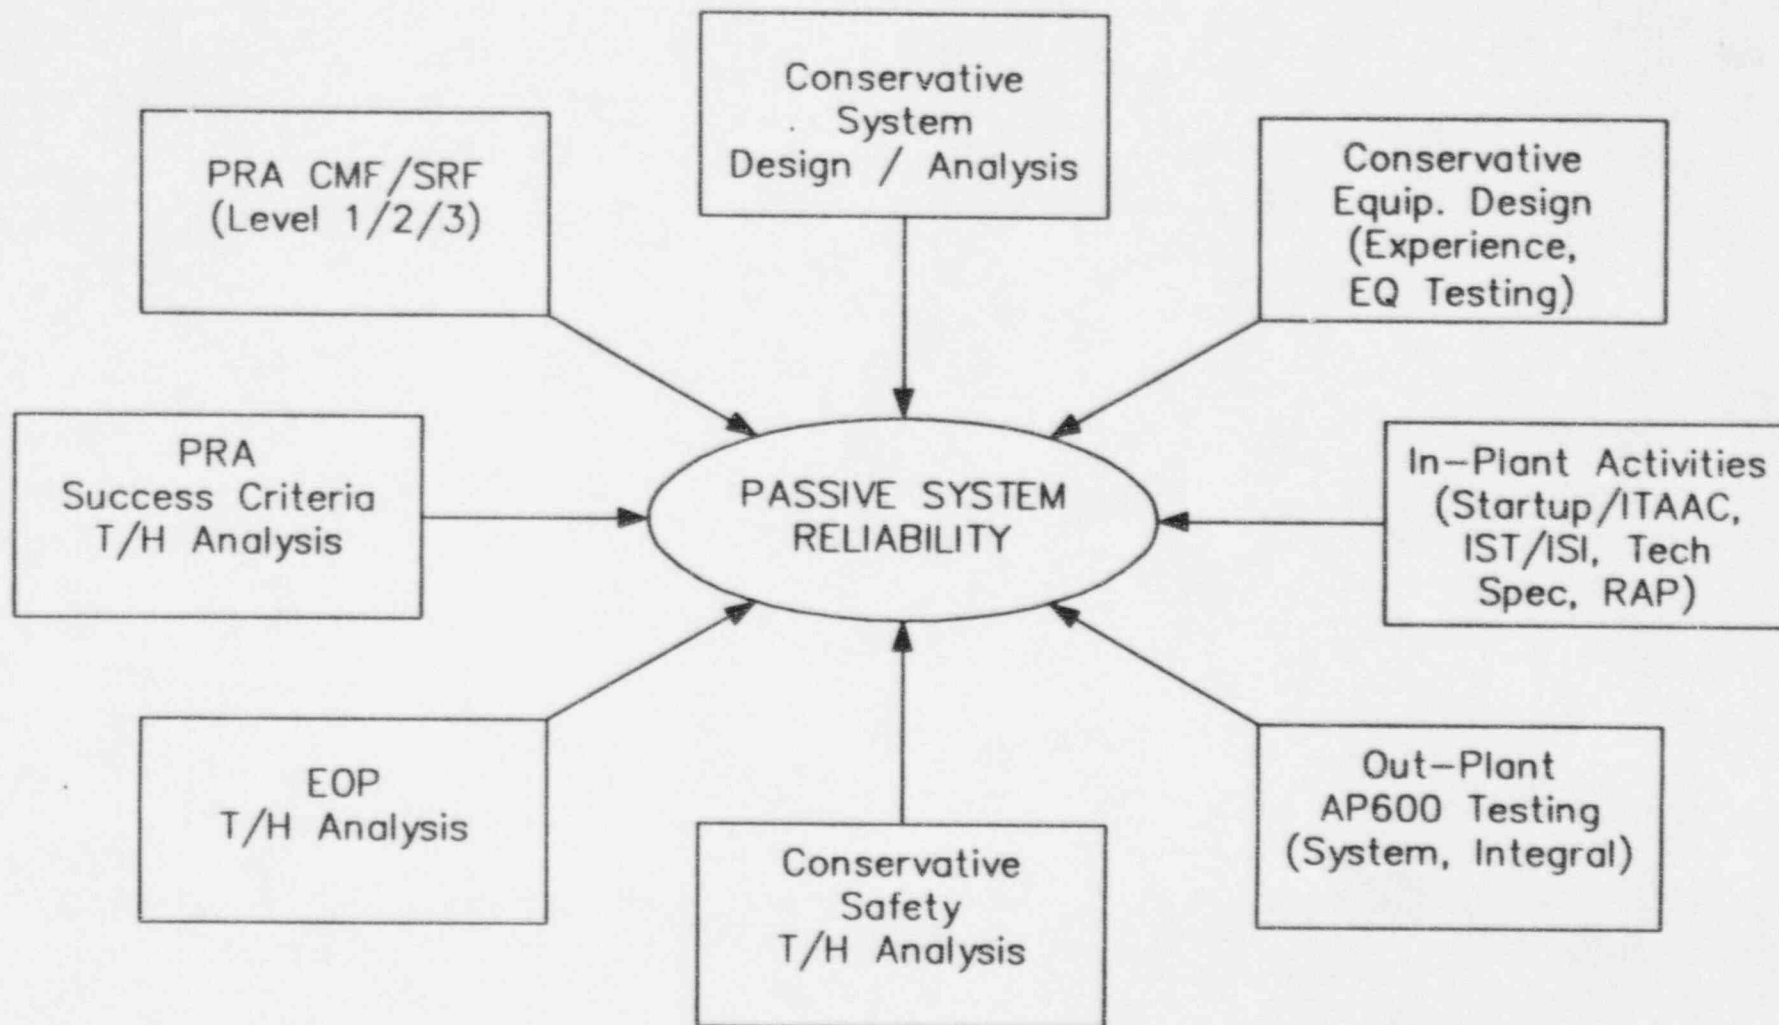 Conservative
System
Design / Analysis
PRA CMF/SRF
(Level 1/2/3)
Conservative
Equip. Design
(Experience,
EQ Testing)
PRA
Success Criteria
T/H Analysis
PASSIVE SYSTEM
RELIABILITY
In-Plant Activities
(Startup/ITAAC,
IST/ISI, Tech
Spec, RAP)
EOP
T/H Analysis
Conservative
Safety
T/H Analysis
Out-Plant
AP600 Testing
(System, Integral)